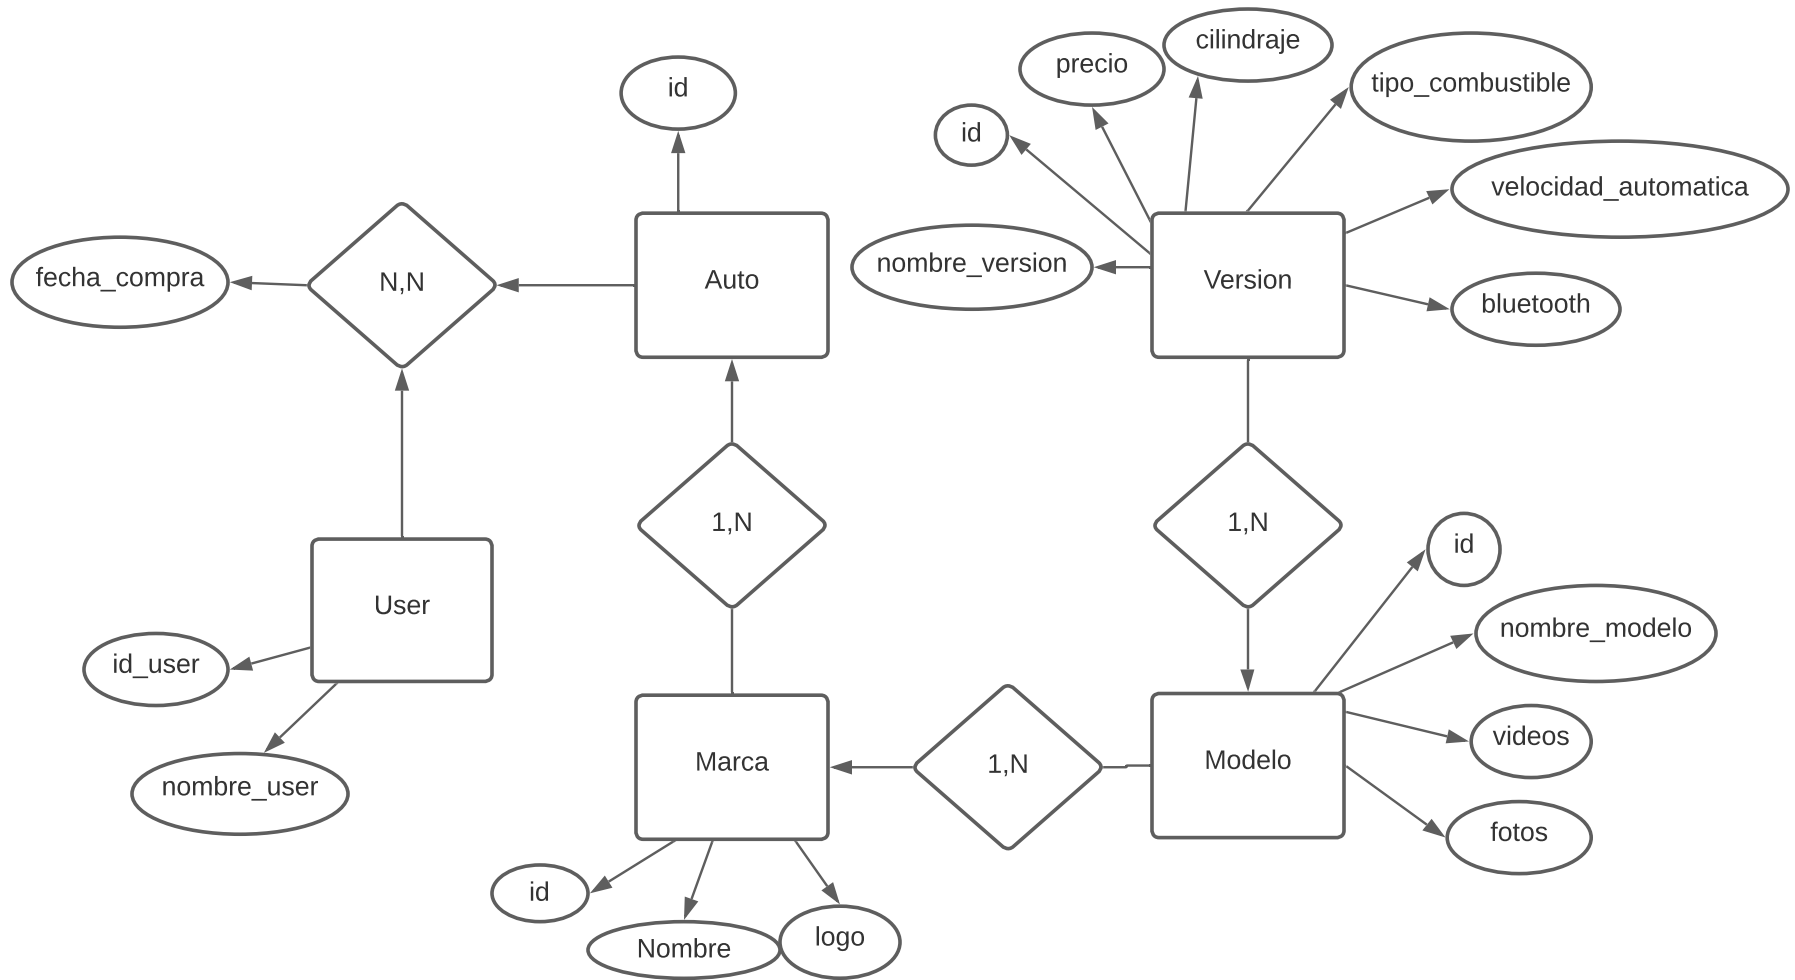 cilindraje
precio
tipo_combustible
id
id
velocidad_automatica
nombre_version
fecha_compra
N,N
Auto
Version
bluetooth
1,N
1,N
id
User
nombre_modelo
id_user
videos
Marca
1,N
Modelo
nombre_user
fotos
id
logo
Nombre